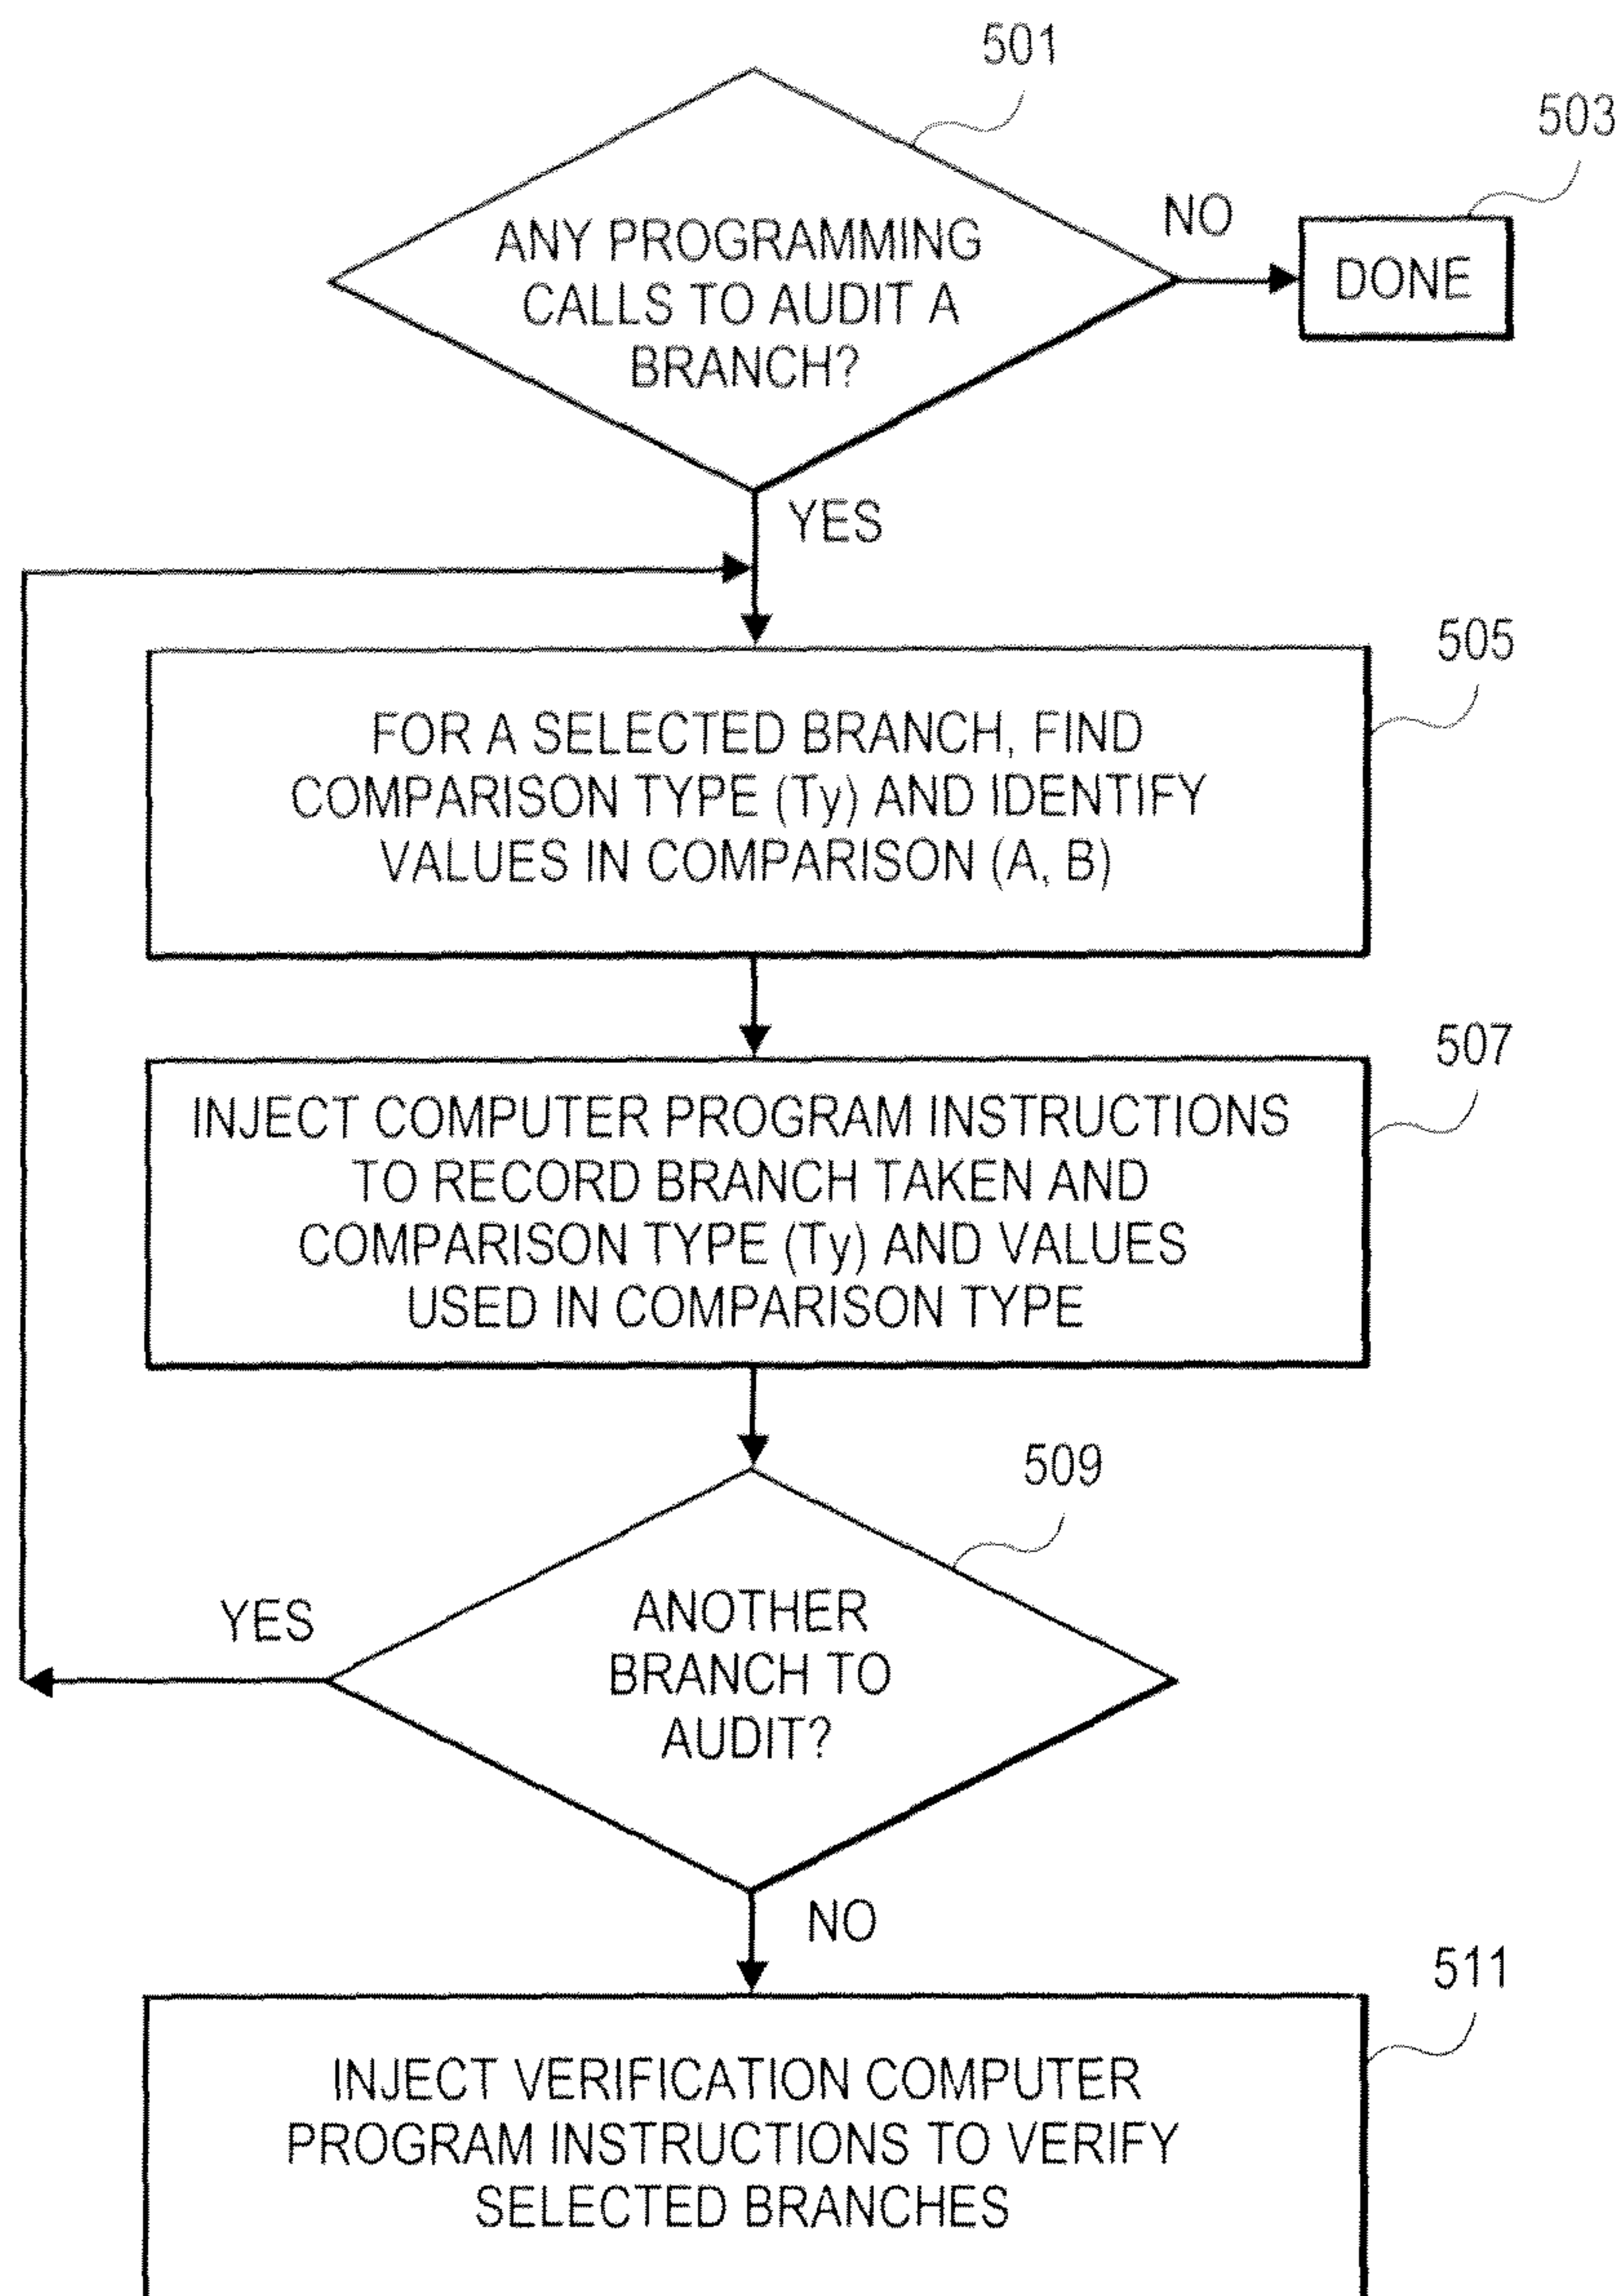 501
503
ANY PROGRAMMING
CALLS TO AUDIT A
BRANCH?
NO
DONE
YES
505
FOR A SELECTED BRANCH, FIND
COMPARISON TYPE (Ty) AND IDENTIFY
VALUES IN COMPARISON (A, B)
507
INJECT COMPUTER PROGRAM INSTRUCTIONS
TO RECORD BRANCH TAKEN AND
COMPARISON TYPE (Ty) AND VALUES
USED IN COMPARISON TYPE
509
YES
ANOTHER
BRANCH TO
AUDIT?
NO
511
INJECT VERIFICATION COMPUTER
PROGRAM INSTRUCTIONS TO VERIFY
SELECTED BRANCHES